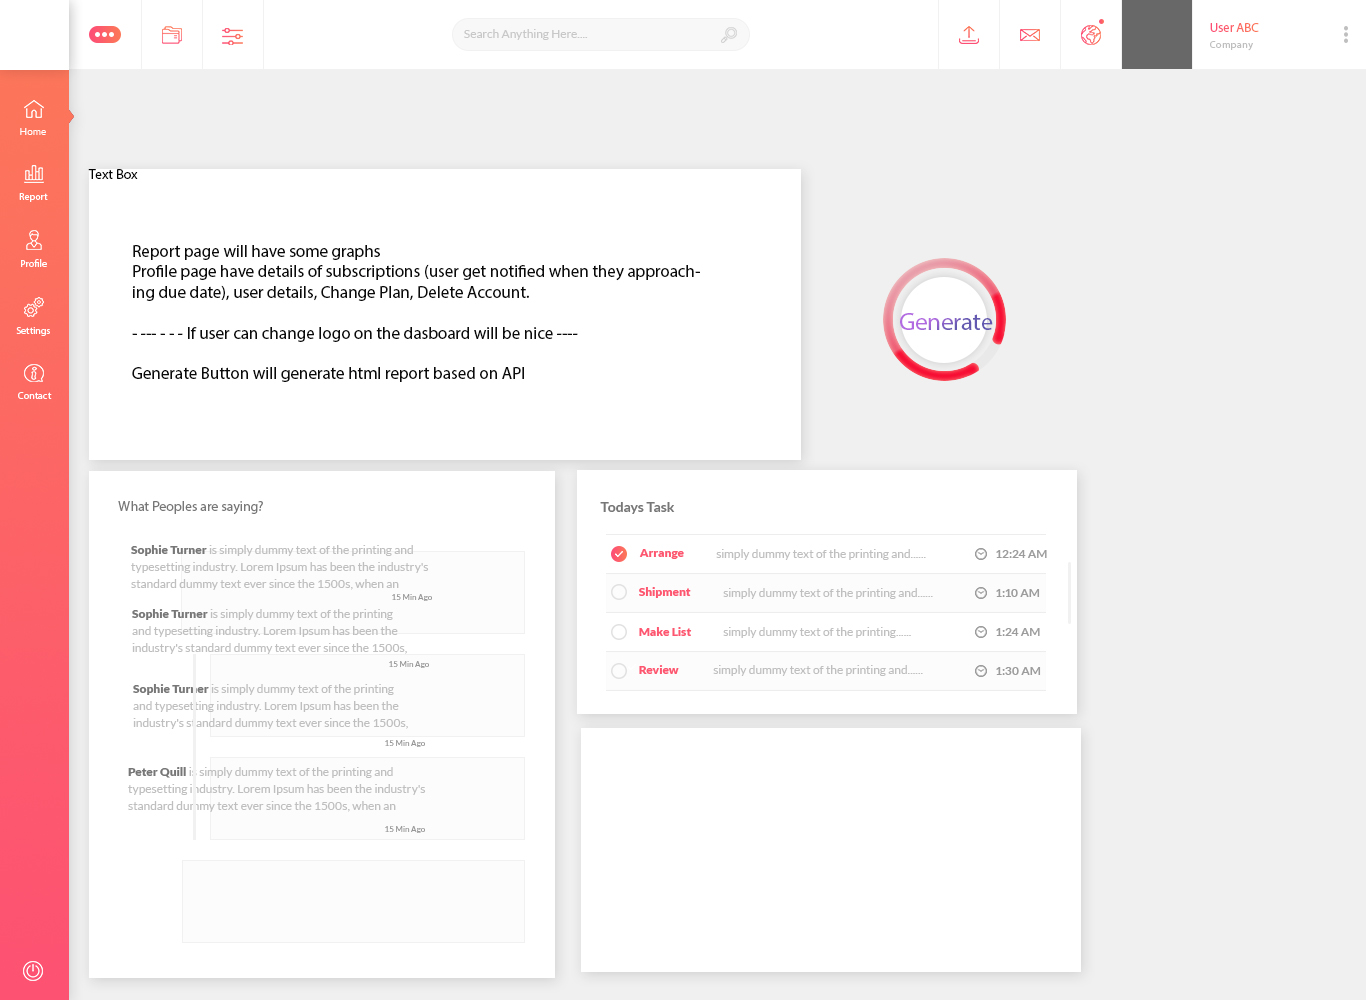 Search Anything Here....
User ABC
Company
Home
Report
Profile
Settings
Contact
Text Box
Report page will have some graphs
Profile page have details of subscriptions (user get notified when they approach-
ing due date), user details, Change Plan, Delete Account.
- --- - - - If user can change logo on the dasboard will be nice ----
Generate Button will generate html report based on API
Generate
What Peoples are saying?
Sophie Turner is simply dummy text of the printing and
typesetting industry. Lorem Ipsum has been the industry's
standard dummy text ever since the 1500s, when an
15 Min Ago
Sophie Turner is simply dummy text of the printing
and typesetting industry. Lorem Ipsum has been the
industry's standard dummy text ever since the 1500s,
15 Min Ago
Sophie Turner is simply dummy text of the printing
and typesetting industry. Lorem Ipsum has been the
industry's standard dummy text ever since the 1500s,
15 Min Ago
Peter Quill is simply dummy text of the printing and
typesetting industry. Lorem Ipsum has been the industry's
standard dummy text ever since the 1500s, when an
15 Min Ago
Todays Task
Arrange simply dummy text of the printing and...... 12:24 AM
Shipment simply dummy text of the printing and...... 1:10 AM
Make List simply dummy text of the printing...... 1:24 AM
Review simply dummy text of the printing and...... 1:30 AM